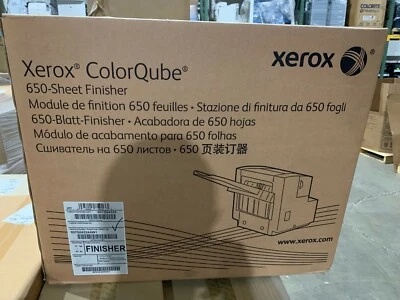 xerox
Xerox® ColorQube®
650-Sheet Finisher
Module de finition 650 feuilles • Stazione di finitura da 650 fogli
650-Blatt-Finisher • Acabadora de 650 hojas
Módulo de acabamento para 650 folhas
Сшиватель на 650 листов • 650 页装订器
FINISHER
www.xerox.com